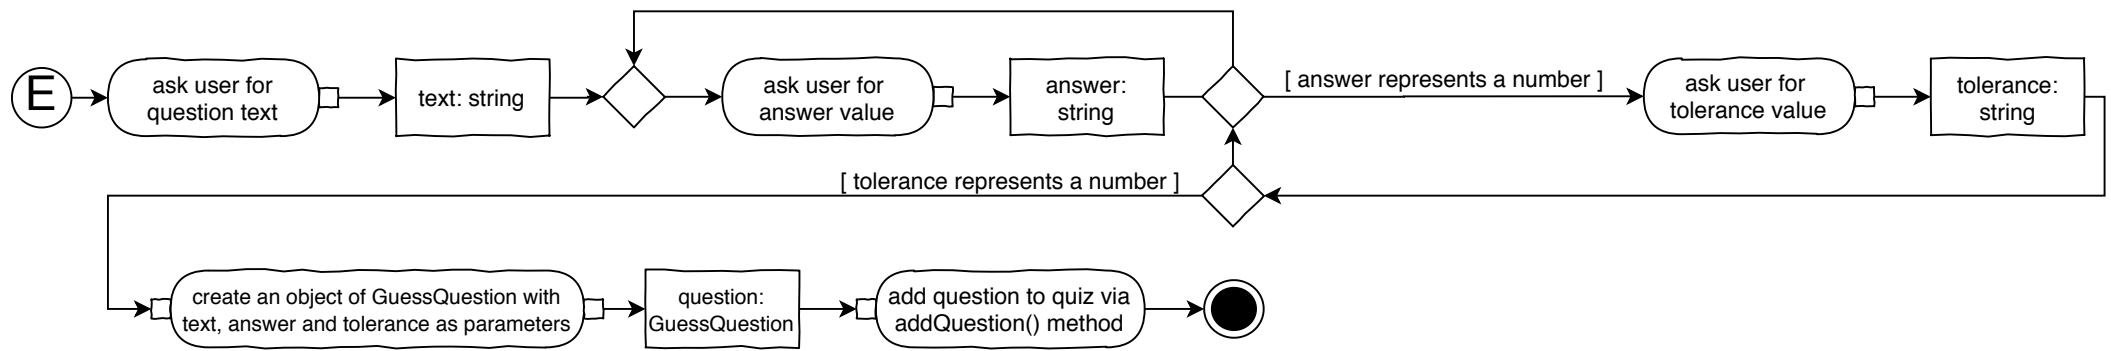 E
ask user for
question text
text: string
ask user for
answer value
answer:
string
[ answer represents a number ]
ask user for
tolerance value
tolerance:
string
[ tolerance represents a number ]
create an object of GuessQuestion with
text, answer and tolerance as parameters
question:
GuessQuestion
add question to quiz via
addQuestion() method